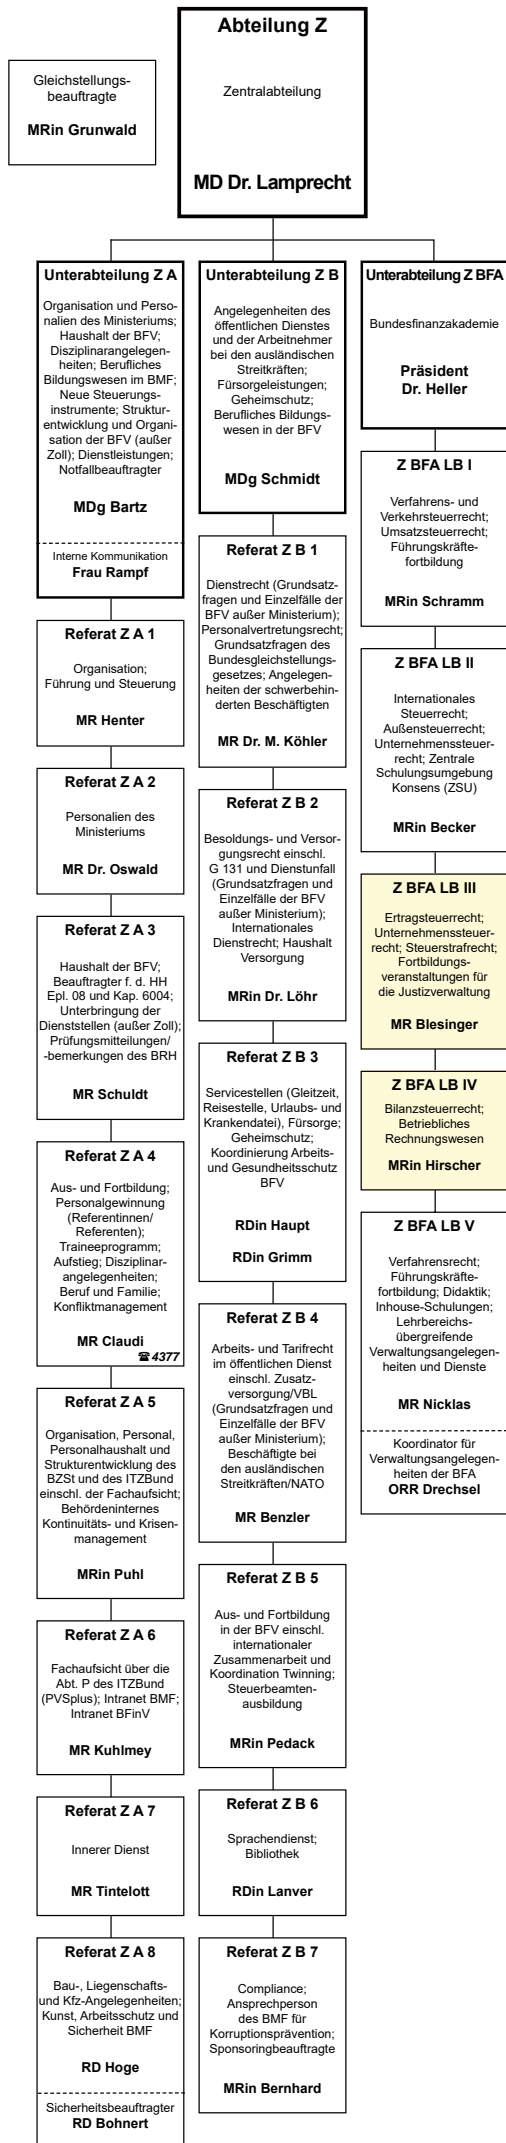 Abteilung Z
Zentralabteilung
MD Dr. Lamprecht
Gleichstellungs-
beauftragte
MRin Grunwald
Unterabteilung Z A
Organisation und Perso-
nalien des Ministeriums;
Haushalt der BFV;
Disziplinarangelegen-
heiten; Berufliches
Bildungswesen im BMF;
Neue Steuerungs-
instrumente; Struktur-
entwicklung und Organi-
sation der BFV (außer
Zoll); Dienstleistungen;
Notfallbeauftragter
MDg Bartz
Interne Kommunikation
Frau Rampf
Referat Z A 1
Organisation;
Führung und Steuerung
MR Henter
Referat Z A 2
Personalien des
Ministeriums
MR Dr. Oswald
Referat Z A 3
Haushalt der BFV;
Beauftragter f. d. HH
Epl. 08 und Kap. 6004;
Unterbringung der
Dienststellen (außer Zoll);
Prüfungsmitteilungen/
-bemerkungen des BRH
MR Schuldt
Referat Z A 4
Aus- und Fortbildung;
Personalgewinnung
(Referentinnen/
Referenten);
Traineeprogramm;
Aufstieg; Disziplinar-
angelegenheiten;
Beruf und Familie;
Konfliktmanagement
MR Claudi
☎ 4377
Referat Z A 5
Organisation, Personal,
Personalhaushalt und
Strukturentwicklung des
BZSt und des ITZBund
einschl. der Fachaufsicht;
Behördeninternes
Kontinuitäts- und Krisen-
management
MRin Puhl
Referat Z A 6
Fachaufsicht über die
Abt. P des ITZBund
(PVSplus); Intranet BMF;
Intranet BFinV
MR Kuhlmey
Referat Z A 7
Innerer Dienst
MR Tintelott
Referat Z A 8
Bau-, Liegenschafts-
und Kfz-Angelegenheiten;
Kunst, Arbeitsschutz und
Sicherheit BMF
RD Hoge
Sicherheitsbeauftragter
RD Bohnert
Unterabteilung Z B
Angelegenheiten des
öffentlichen Dienstes
und der Arbeitnehmer
bei den ausländischen
Streitkräften;
Fürsorgeleistungen;
Geheimschutz;
Berufliches Bildungs-
wesen in der BFV
MDg Schmidt
Referat Z B 1
Dienstrecht (Grundsatz-
fragen und Einzelfälle der
BFV außer Ministerium);
Personalvertretungsrecht;
Grundsatzfragen des
Bundesgleichstellungs-
gesetzes; Angelegen-
heiten der schwerbehin-
derten Beschäftigten
MR Dr. M. Köhler
Referat Z B 2
Besoldungs- und Versor-
gungsrecht einschl.
G 131 und Dienstunfall
(Grundsatzfragen und
Einzelfälle der BFV
außer Ministerium);
Internationales
Dienstrecht; Haushalt
Versorgung
MRin Dr. Löhr
Referat Z B 3
Servicestellen (Gleitzeit,
Reisestelle, Urlaubs- und
Krankendatei), Fürsorge;
Geheimschutz;
Koordinierung Arbeits-
und Gesundheitsschutz
BFV
RDin Haupt
RDin Grimm
Referat Z B 4
Arbeits- und Tarifrecht
im öffentlichen Dienst
einschl. Zusatz-
versorgung/VBL
(Grundsatzfragen und
Einzelfälle der BFV
außer Ministerium);
Beschäftigte bei
den ausländischen
Streitkräften/NATO
MR Benzler
Referat Z B 5
Aus- und Fortbildung
in der BFV einschl.
internationaler
Zusammenarbeit und
Koordination Twinning;
Steuerbeamten-
ausbildung
MRin Pedack
Referat Z B 6
Sprachendienst;
Bibliothek
RDin Lanver
Referat Z B 7
Compliance;
Ansprechperson
des BMF für
Korruptionsprävention;
Sponsoringbeauftragte
MRin Bernhard
Unterabteilung Z BFA
Bundesfinanzakademie
Präsident
Dr. Heller
Z BFA LB I
Verfahrens- und
Verkehrsteuerrecht;
Umsatzsteuerrecht;
Führungskräfte-
fortbildung
MRin Schramm
Z BFA LB II
Internationales
Steuerrecht;
Außensteuerrecht;
Unternehmenssteuer-
recht; Zentrale
Schulungsumgebung
Konsens (ZSU)
MRin Becker
Z BFA LB III
Ertragsteuerrecht;
Unternehmenssteuer-
recht; Steuerstrafrecht;
Fortbildungs-
veranstaltungen für
die Justizverwaltung
MR Blesinger
Z BFA LB IV
Bilanzsteuerrecht;
Betriebliches
Rechnungswesen
MRin Hirscher
Z BFA LB V
Verfahrensrecht;
Führungskräfte-
fortbildung; Didaktik;
Inhouse-Schulungen;
Lehrbereichs-
übergreifende
Verwaltungsangelegen-
heiten und Dienste
MR Nicklas
Koordinator für
Verwaltungsangelegen-
heiten der BFA
ORR Drechsel